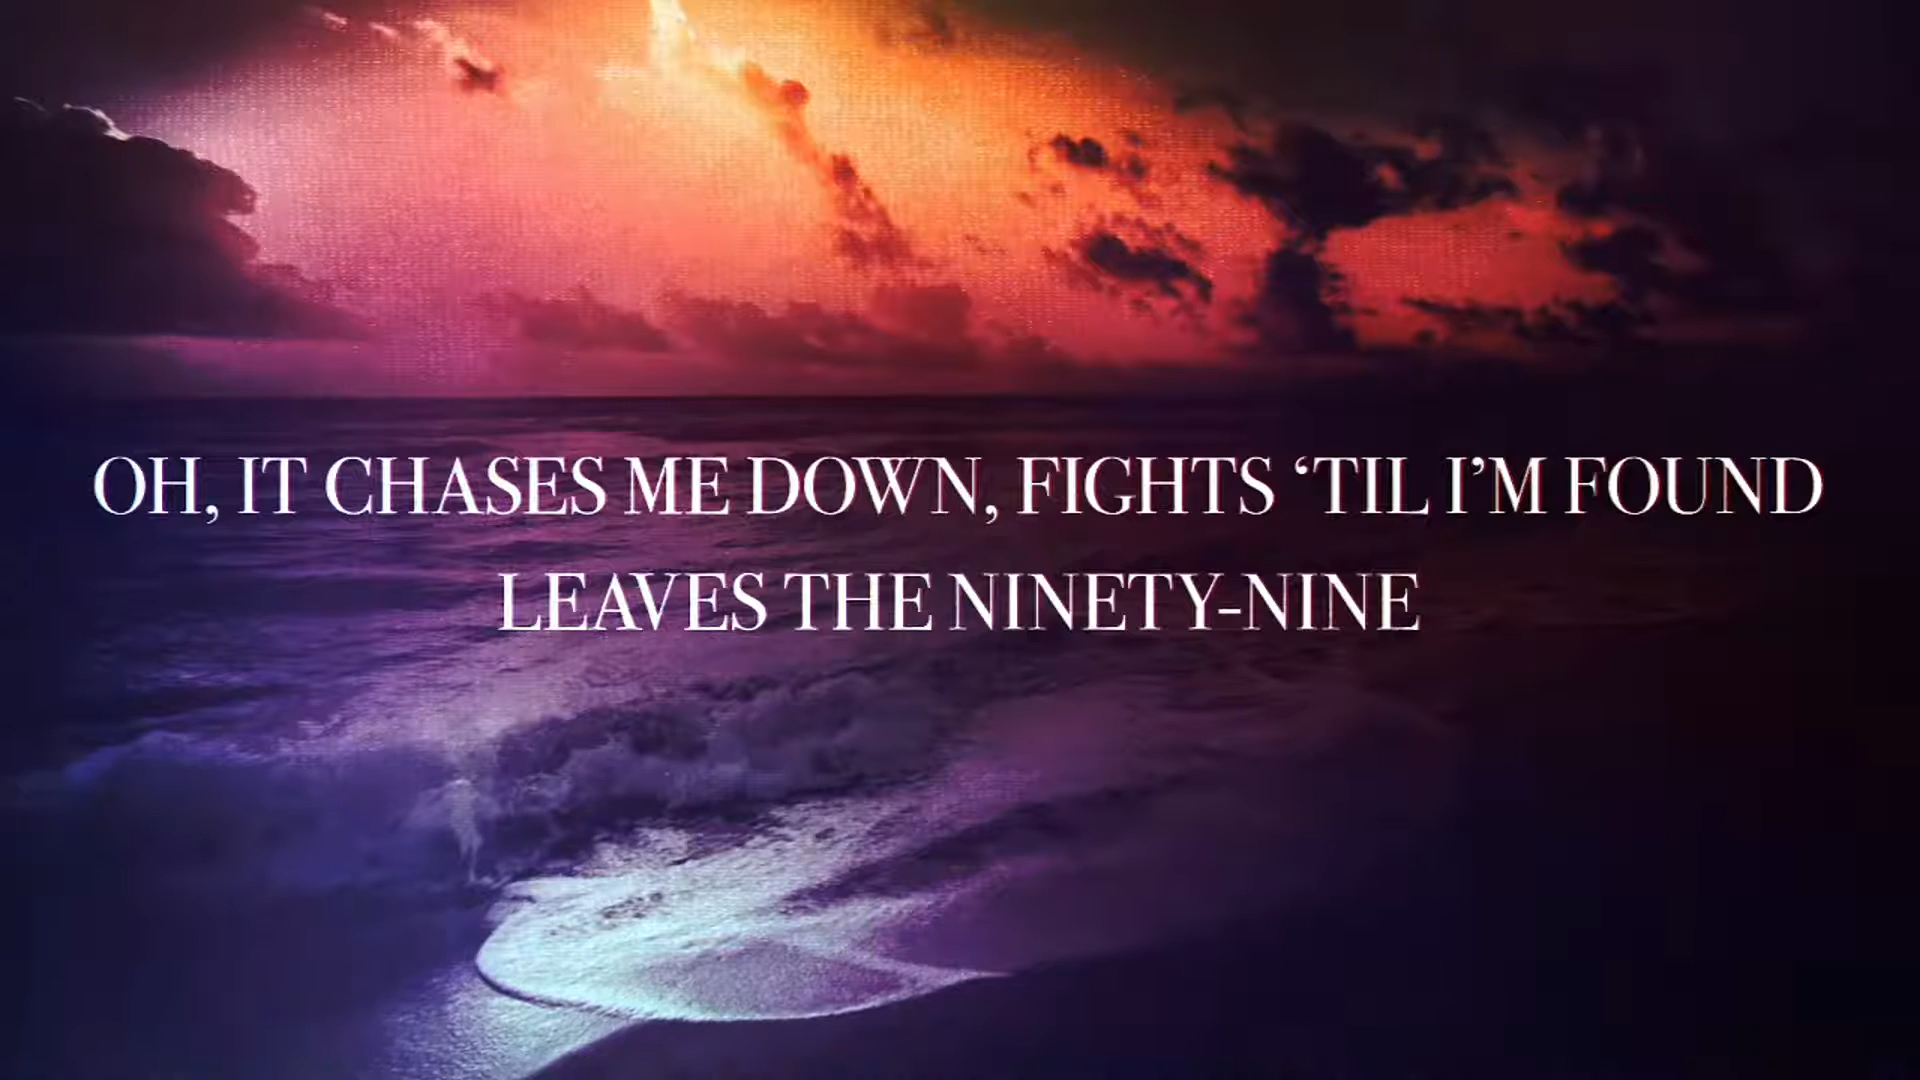 OH, IT CHASES ME DOWN, FIGHTS ‘TIL I’M FOUND
LEAVES THE NINETY-NINE